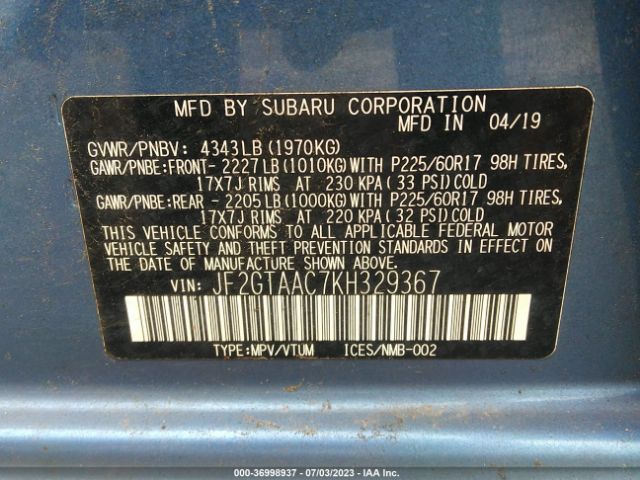 MFD BY SUBARU CORPORATION
MFD IN 04/19
GVWR/PNBV: 4343LB (1970KG)
GAWR/PNBE:FRONT- 2227LB(1010KG)WITH P225/60R17 98H TIRES,
17X7J RIMS AT 230 KPA (33 PSI)COLD
GAWR/PNBE:REAR - 2205LB(1000KG)WITH P225/60R17 98H TIRES,
17X7J RIMS AT 220 KPA (32 PSI)COLD
THIS VEHICLE CONFORMS TO ALL APPLICABLE FEDERAL MOTOR
VEHICLE SAFETY AND THEFT PREVENTION STANDARDS IN EFFECT ON
THE DATE OF MANUFACTURE SHOWN ABOVE.
VIN: JF2GTAAC7KH329367
TYPE:MPV/VTUM ICES/NMB-002
000-36998937 - 07/03/2023 - IAA Inc.